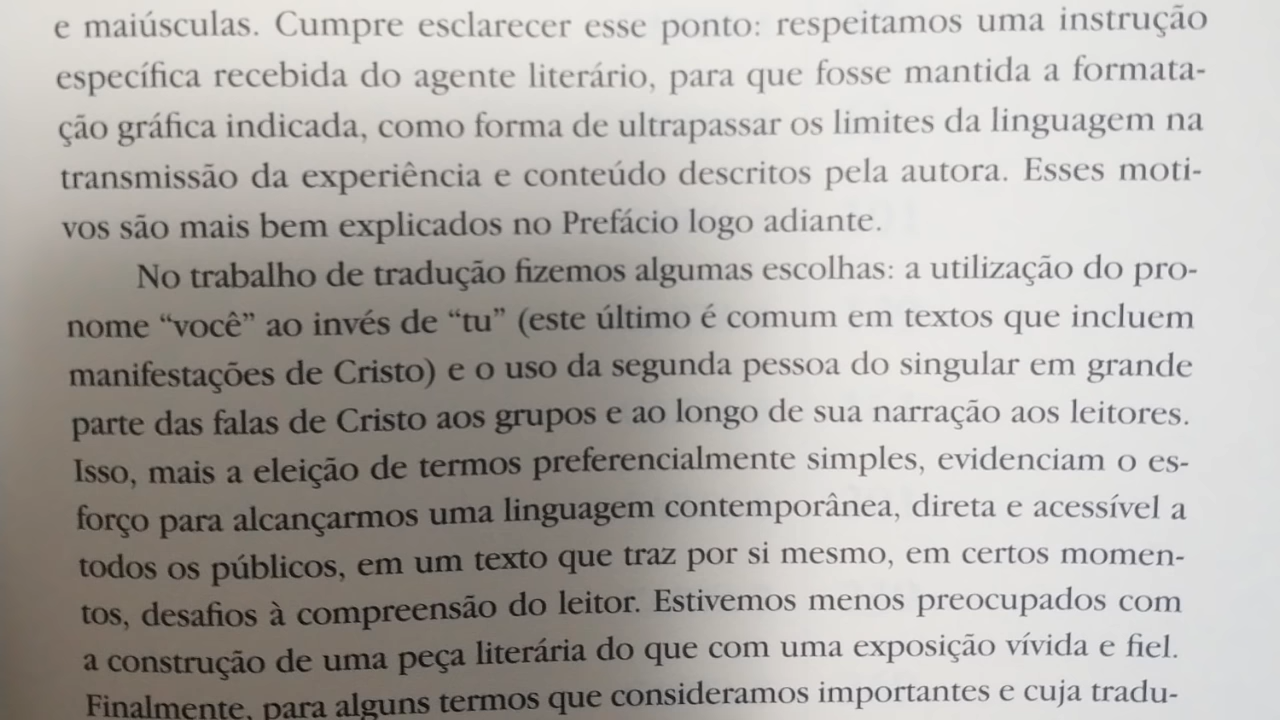 e maiúsculas. Cumpre esclarecer esse ponto: respeitamos uma instrução
específica recebida do agente literário, para que fosse mantida a formata-
ção gráfica indicada, como forma de ultrapassar os limites da linguagem na
transmissão da experiência e conteúdo descritos pela autora. Esses moti-
vos são mais bem explicados no Prefácio logo adiante.
No trabalho de tradução fizemos algumas escolhas: a utilização do pro-
nome “você” ao invés de “tu” (este último é comum em textos que incluem
manifestações de Cristo) e o uso da segunda pessoa do singular em grande
parte das falas de Cristo aos grupos e ao longo de sua narração aos leitores.
Isso, mais a eleição de termos preferencialmente simples, evidenciam o es-
forço para alcançarmos uma linguagem contemporânea, direta e acessível a
todos os públicos, em um texto que traz por si mesmo, em certos momen-
tos, desafios à compreensão do leitor. Estivemos menos preocupados com
a construção de uma peça literária do que com uma exposição vívida e fiel.
Finalmente, para alguns termos que consideramos importantes e cuja tradu-